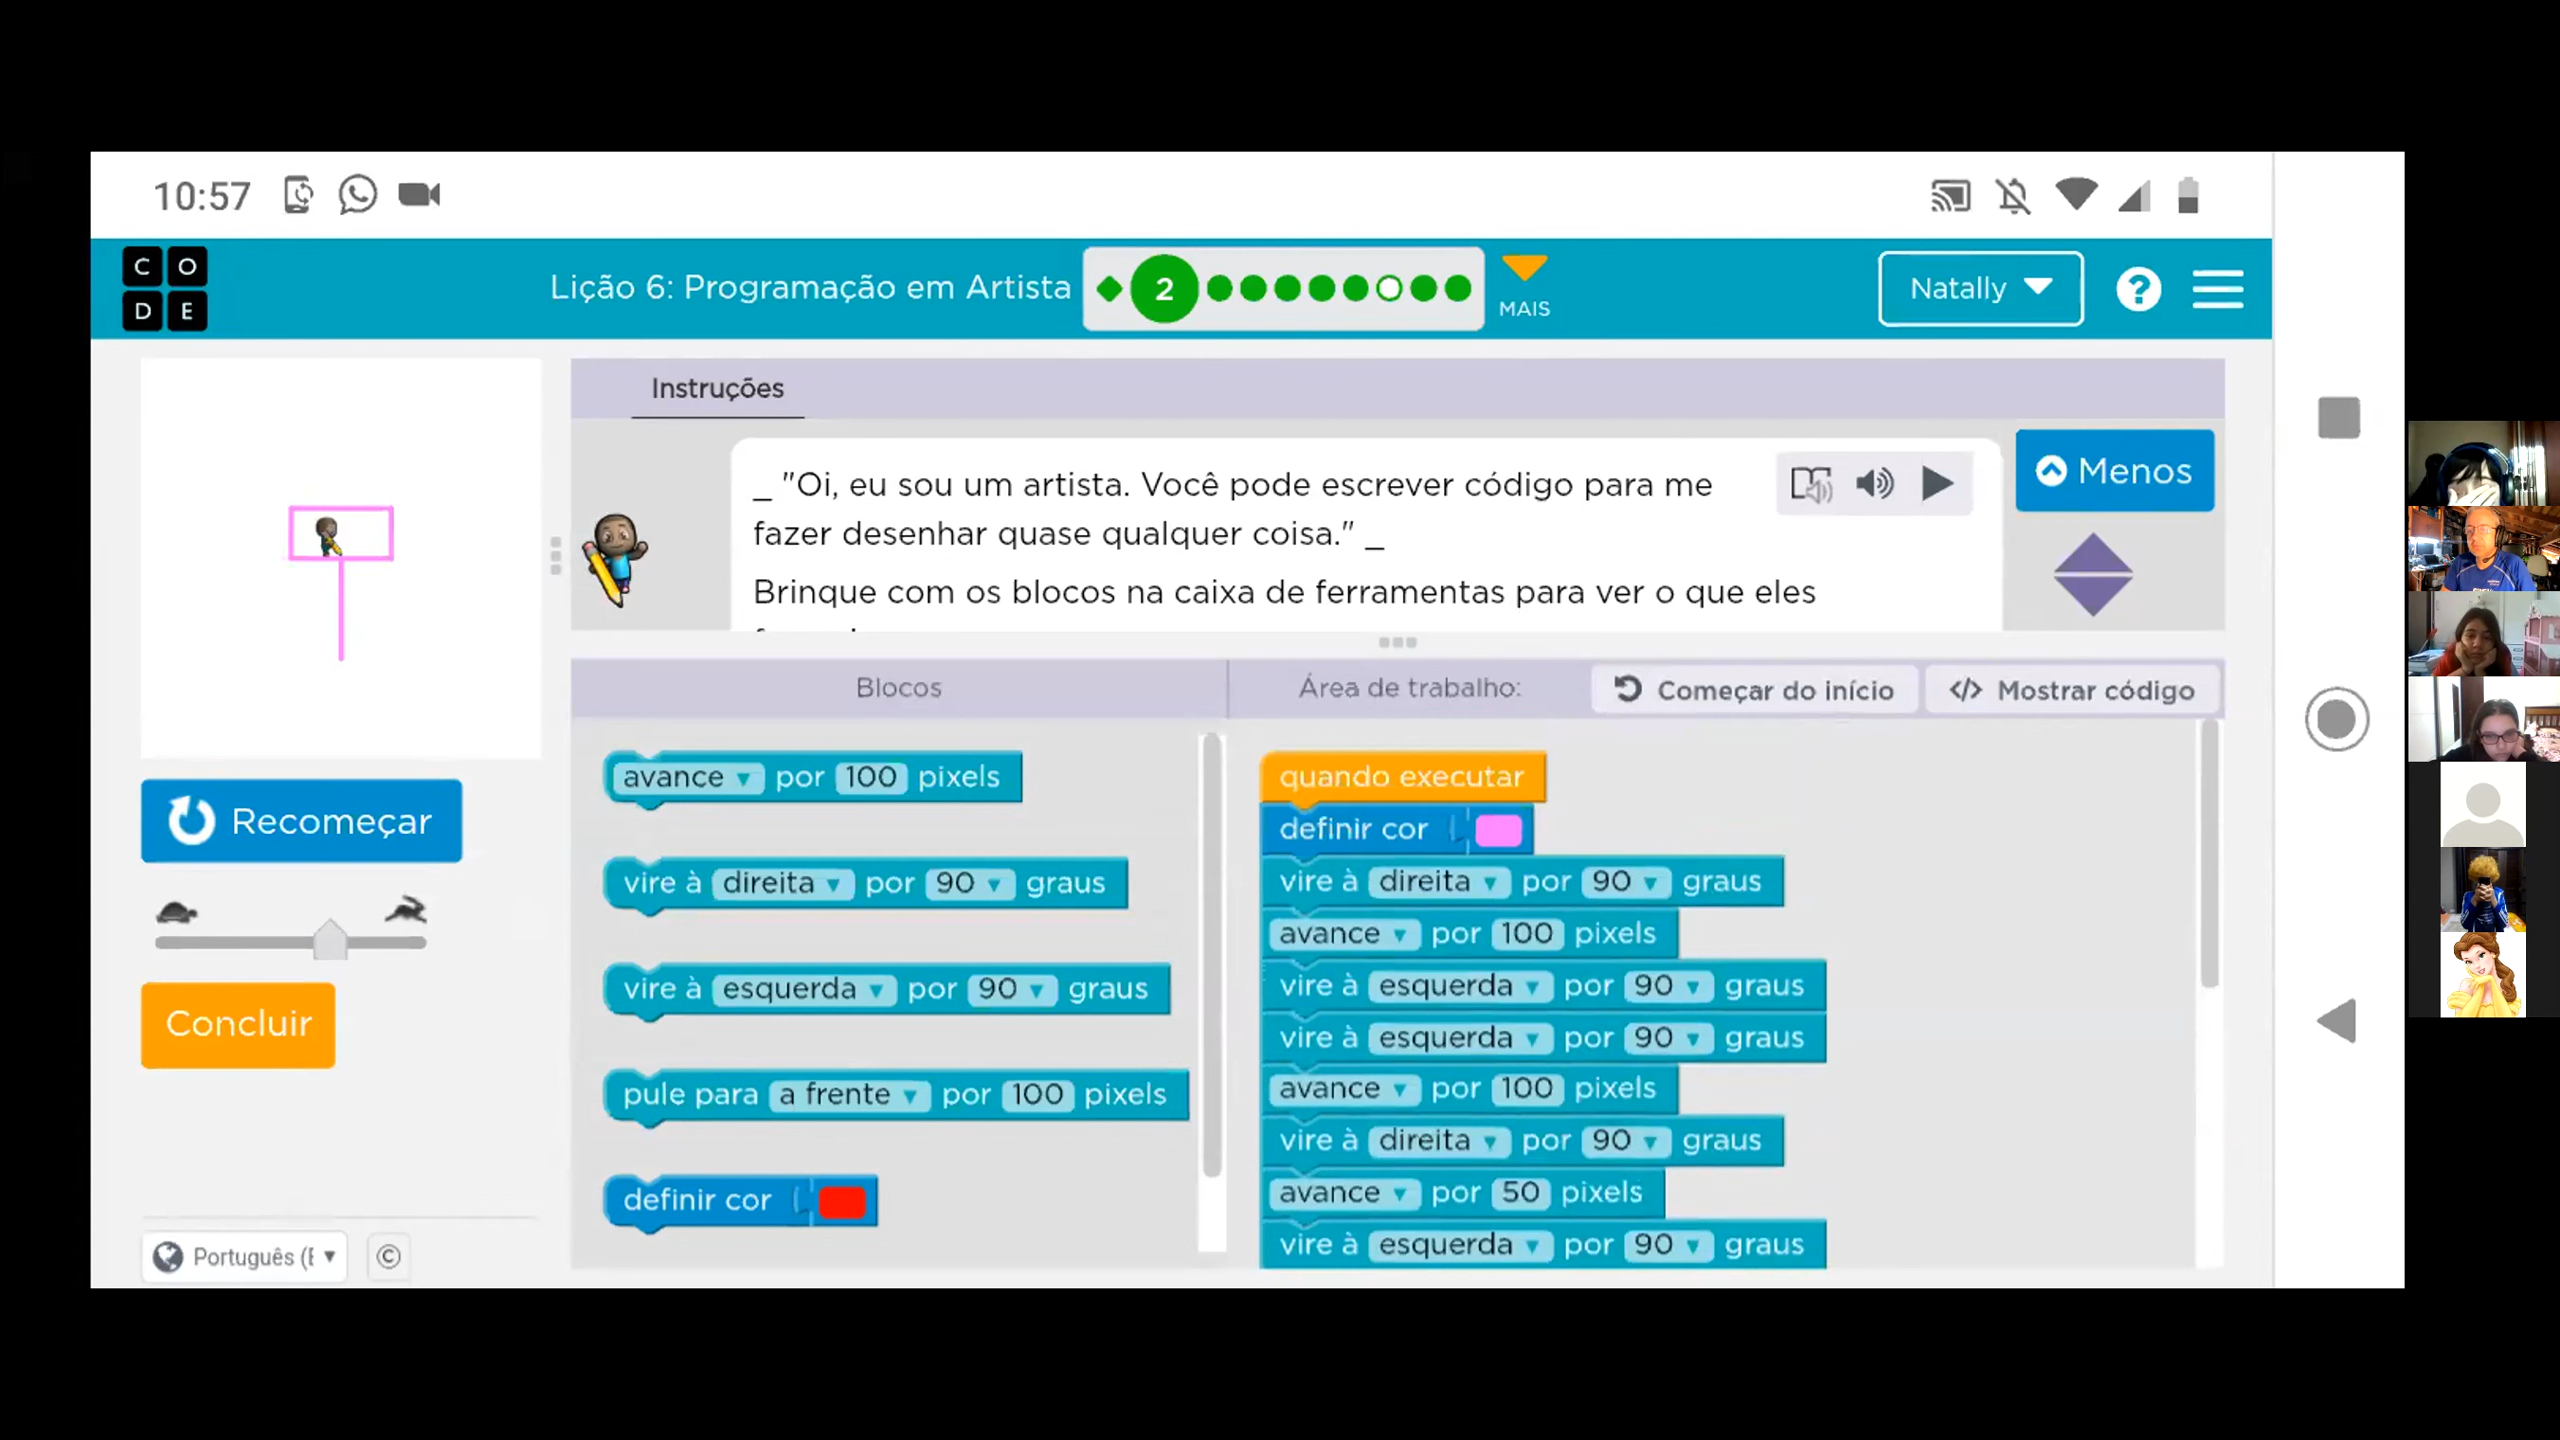 10:57
C O
D E
Lição 6: Programação em Artista
2
MAIS
Natally
?
Instruções
_ "Oi, eu sou um artista. Você pode escrever código para me
fazer desenhar quase qualquer coisa." _
Brinque com os blocos na caixa de ferramentas para ver o que eles
Menos
Blocos
Área de trabalho:
Começar do início
</> Mostrar código
Recomeçar
Concluir
Português (
©
avance por 100 pixels
vire à direita por 90 graus
vire à esquerda por 90 graus
pule para a frente por 100 pixels
definir cor
quando executar
definir cor
vire à direita por 90 graus
avance por 100 pixels
vire à esquerda por 90 graus
vire à esquerda por 90 graus
avance por 100 pixels
vire à direita por 90 graus
avance por 50 pixels
vire à esquerda por 90 graus